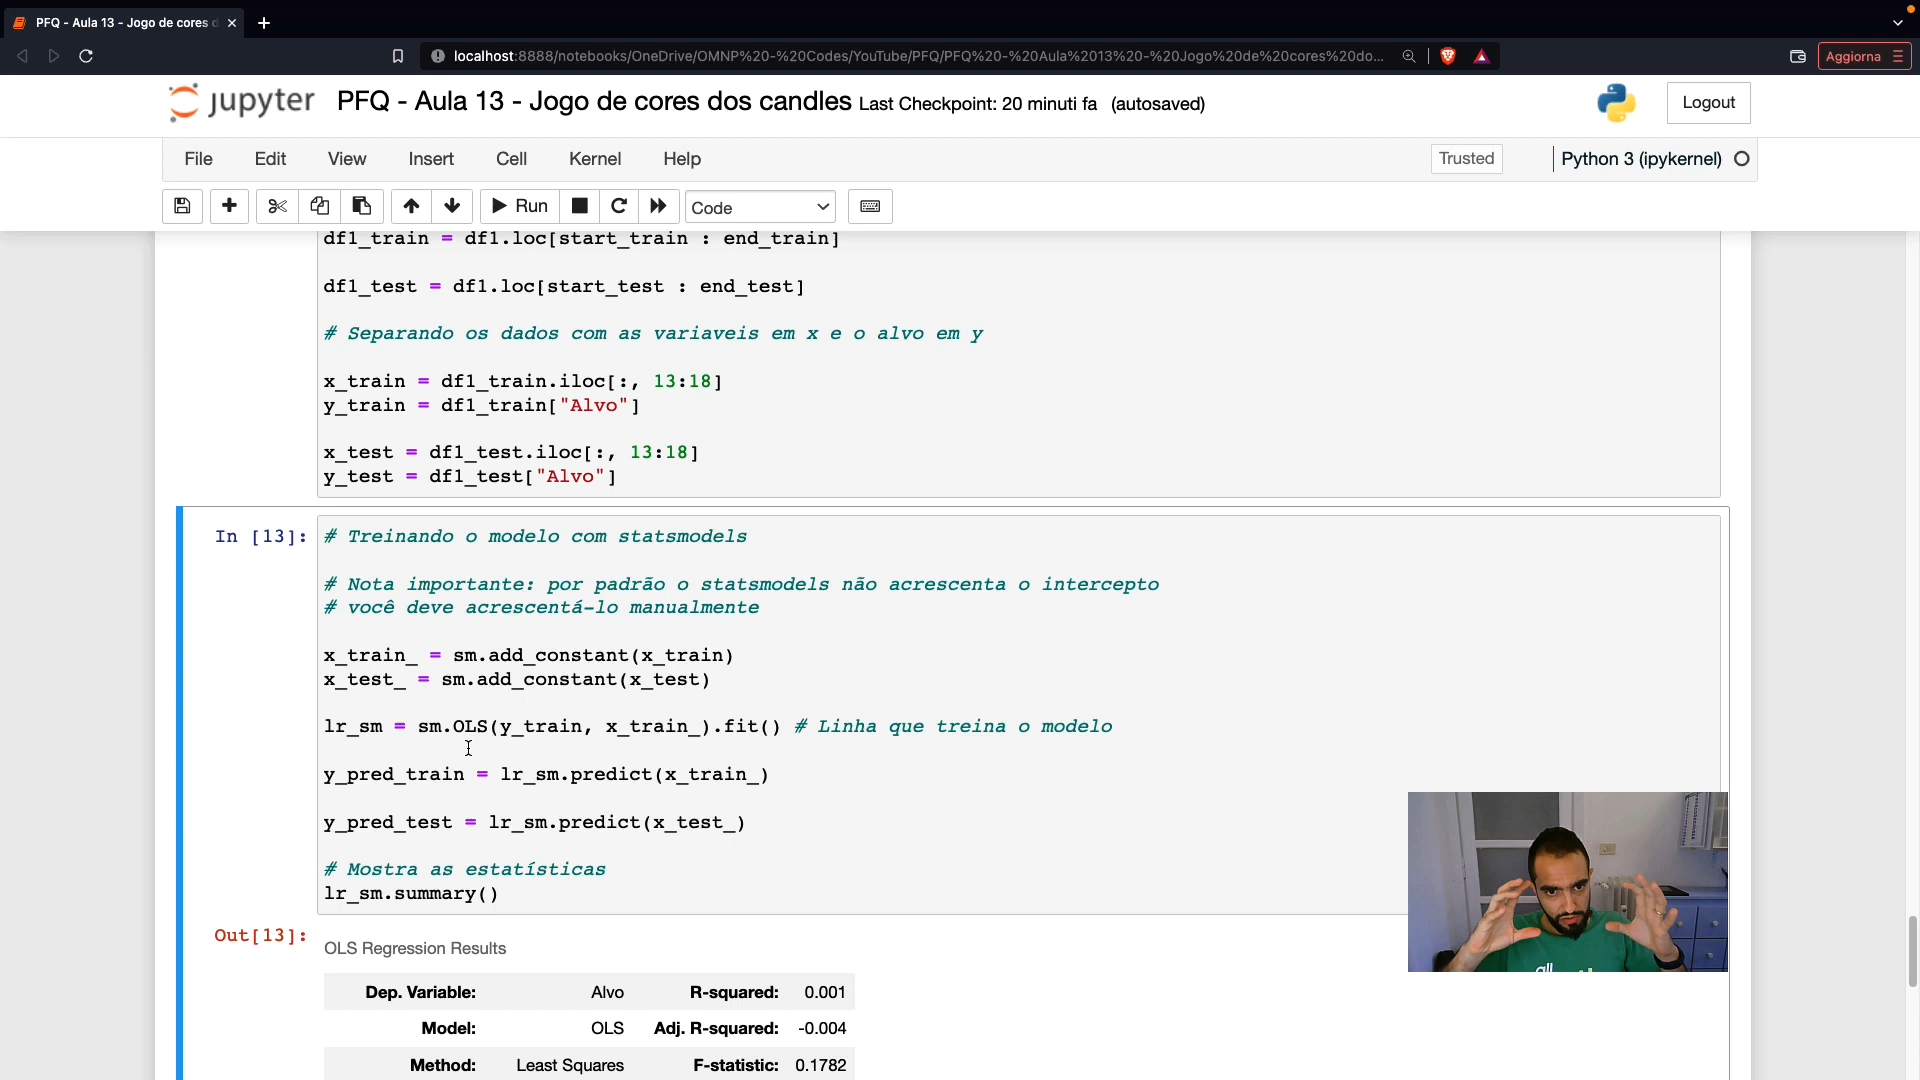 PFQ - Aula 13 - Jogo de cores d
localhost:8888/notebooks/OneDrive/OMNP%20-%20Codes/YouTube/PFQ/PFQ%20-%20Aula%2013%20-%20Jogo%20de%20cores%20do...
Aggiorna
jupyter PFQ - Aula 13 - Jogo de cores dos candles Last Checkpoint: 20 minuti fa (autosaved)
Logout
File Edit View Insert Cell Kernel Help
Trusted
Python 3 (ipykernel)
Run
Code
df1_train = df1.loc[start_train : end_train]
df1_test = df1.loc[start_test : end_test]
# Separando os dados com as variaveis em x e o alvo em y
x_train = df1_train.iloc[:, 13:18]
y_train = df1_train["Alvo"]
x_test = df1_test.iloc[:, 13:18]
y_test = df1_test["Alvo"]
In [13]: # Treinando o modelo com statsmodels
# Nota importante: por padrão o statsmodels não acrescenta o intercepto
# você deve acrescentá-lo manualmente
x_train_ = sm.add_constant(x_train)
x_test_ = sm.add_constant(x_test)
lr_sm = sm.OLS(y_train, x_train_).fit() # Linha que treina o modelo
y_pred_train = lr_sm.predict(x_train_)
y_pred_test = lr_sm.predict(x_test_)
# Mostra as estatísticas
lr_sm.summary()
Out[13]:
OLS Regression Results
Dep. Variable: Alvo R-squared: 0.001
Model: OLS Adj. R-squared: -0.004
Method: Least Squares F-statistic: 0.1782